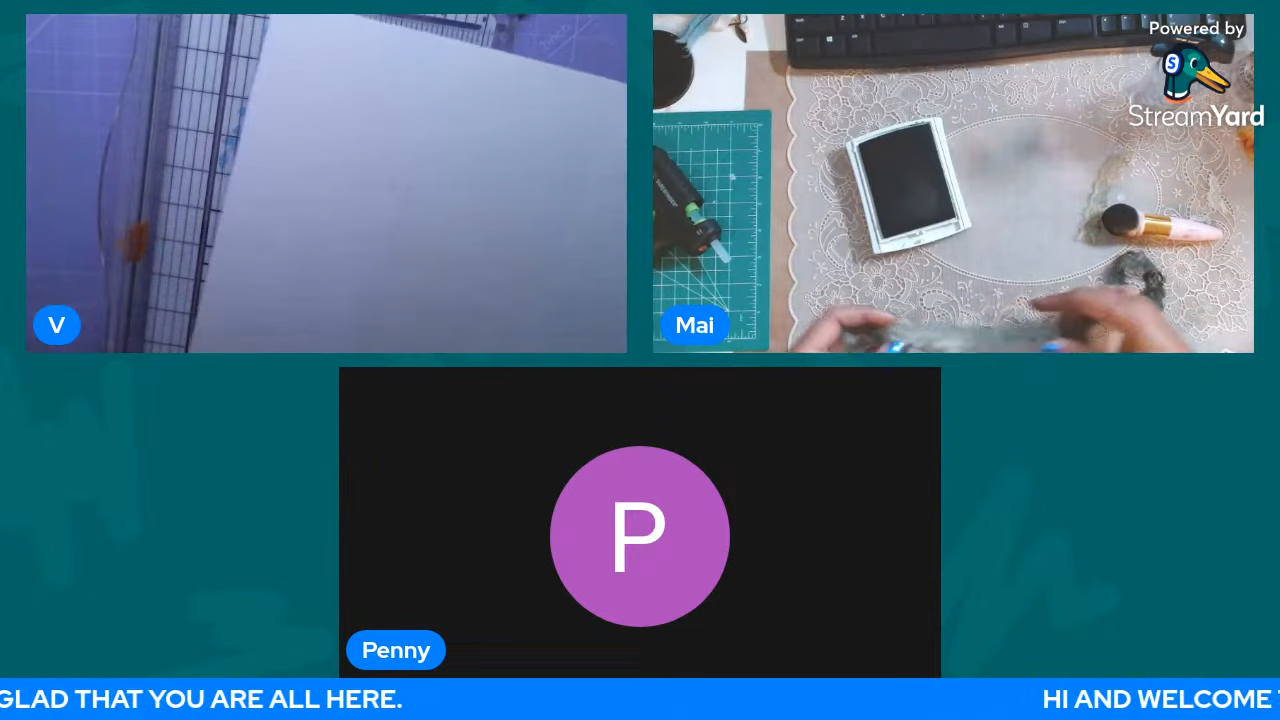 Powered by
S
StreamYard
V
Mai
P
Penny
GLAD THAT YOU ARE ALL HERE.
HI AND WELCOME